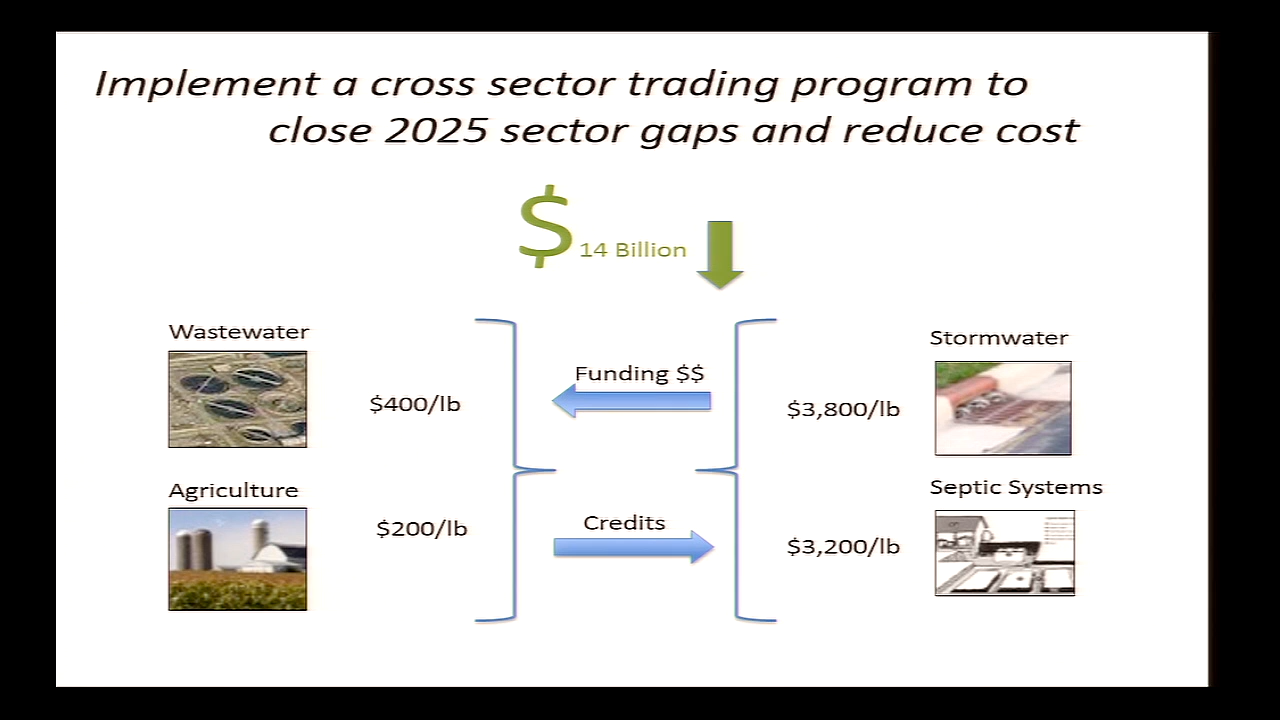 Implement a cross sector trading program to
close 2025 sector gaps and reduce cost
$ 14 Billion
Wastewater
$400/lb
Agriculture
$200/lb
Funding $$
Credits
Stormwater
$3,800/lb
Septic Systems
$3,200/lb